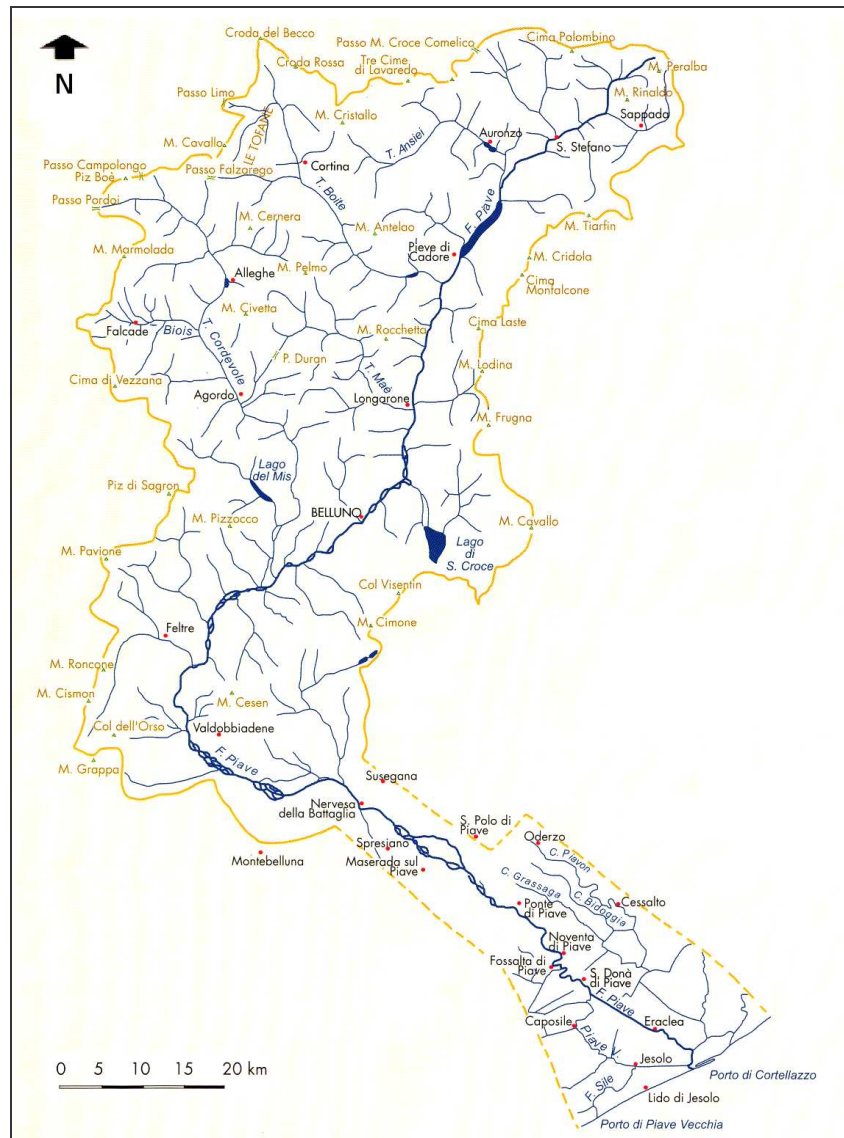 Croda del Becco
Passo M. Croce Comelico
Cima Palombino
N
Croda Rossa
Tre Cime
di Lavaredo
M. Peralba
Passo Limo
M. Rinaldo
M. Cristallo
Sappada
LE TOFANE
T. Ansiei
Auronzo
S. Stefano
M. Cavallo
Cortina
Passo Campolongo
Piz Boè
Passo Falzarego
T. Boite
Passo Pordoi
M. Cernera
M. Antelao
F. Piave
M. Tiarfin
M. Marmolada
Pieve di
Cadore
M. Cridola
Alleghe
M. Pelmo
Cima
Monfalcone
M. Civetta
Falcade
Biois
T. Cordevole
M. Rocchetta
Cima Laste
P. Duran
M. Lodina
Cima di Vezzana
Agordo
T. Maè
Longarone
M. Frugna
Lago
del Mis
Piz di Sagron
M. Pizzocco
BELLUNO
M. Cavallo
Lago
di
S. Croce
M. Pavione
Col Visentin
Feltre
M. Cimone
M. Roncone
M. Cismon
M. Cesen
Col dell'Orso
Valdobbiadene
F. Piave
M. Grappa
Susegana
Nervesa
della Battaglia
S. Polo di
Piave
Oderzo
Spresiano
Montebelluna
Maserada sul
Piave
C. Piavon
C. Grassaga
C. Bidoggia
Cessalto
Ponte
di Piave
Noventa
di Piave
Fossalta di
Piave
S. Donà
di Piave
F. Piave
Caposile
Eraclea
Piave V.
Jesolo
F. Sile
Porto di Cortellazzo
Lido di Jesolo
Porto di Piave Vecchia
0 5 10 15 20 km